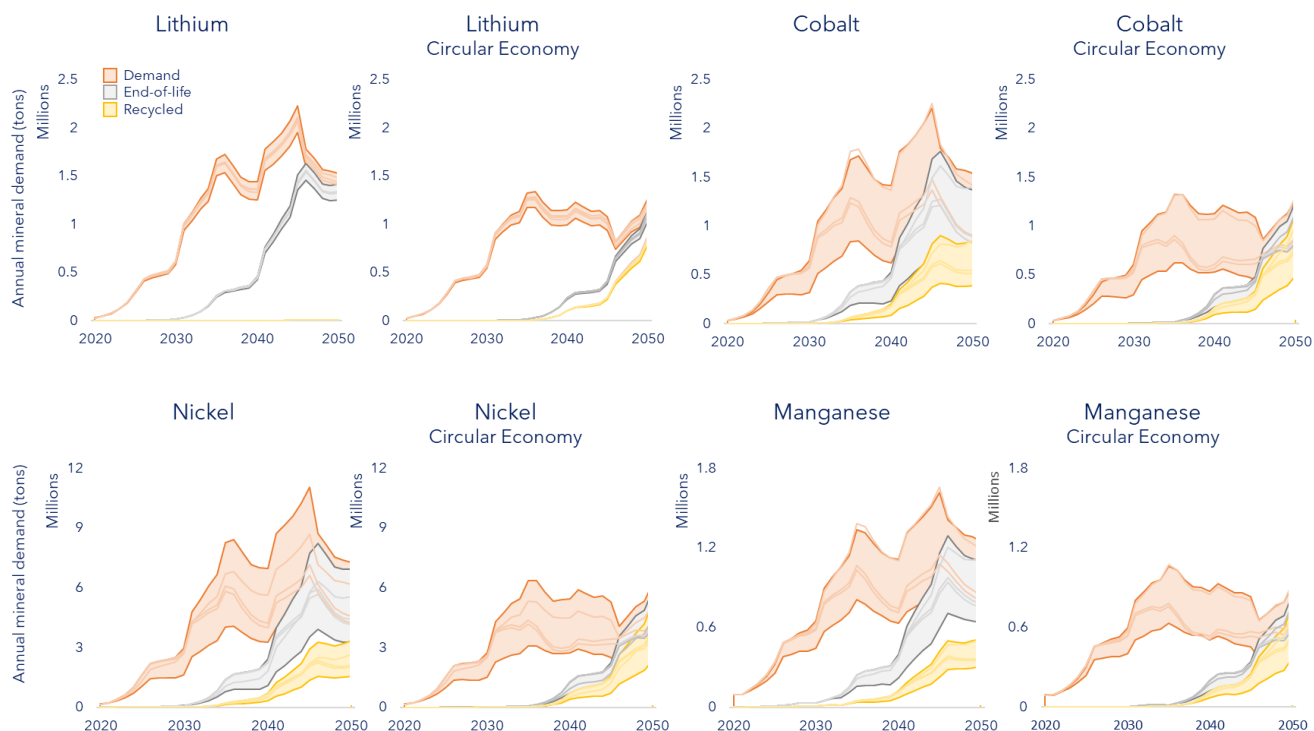 Lithium
Lithium
Circular Economy
Cobalt
Cobalt
Circular Economy
Annual mineral demand (tons)
Millions
2.5
2
1.5
1
0.5
0
Demand
End-of-life
Recycled
2020
2030
2040
2050
Millions
2.5
2
1.5
1
0.5
0
2020
2030
2040
2050
Millions
2.5
2
1.5
1
0.5
0
2020
2030
2040
2050
Millions
2.5
2
1.5
1
0.5
0
2020
2030
2040
2050
Nickel
Nickel
Circular Economy
Manganese
Manganese
Circular Economy
Annual mineral demand (tons)
Millions
12
9
6
3
0
2020
2030
2040
2050
Millions
12
9
6
3
0
2020
2030
2040
2050
Millions
1.8
1.2
0.6
0
2020
2030
2040
2050
Millions
1.8
1.2
0.6
0
2020
2030
2040
2050